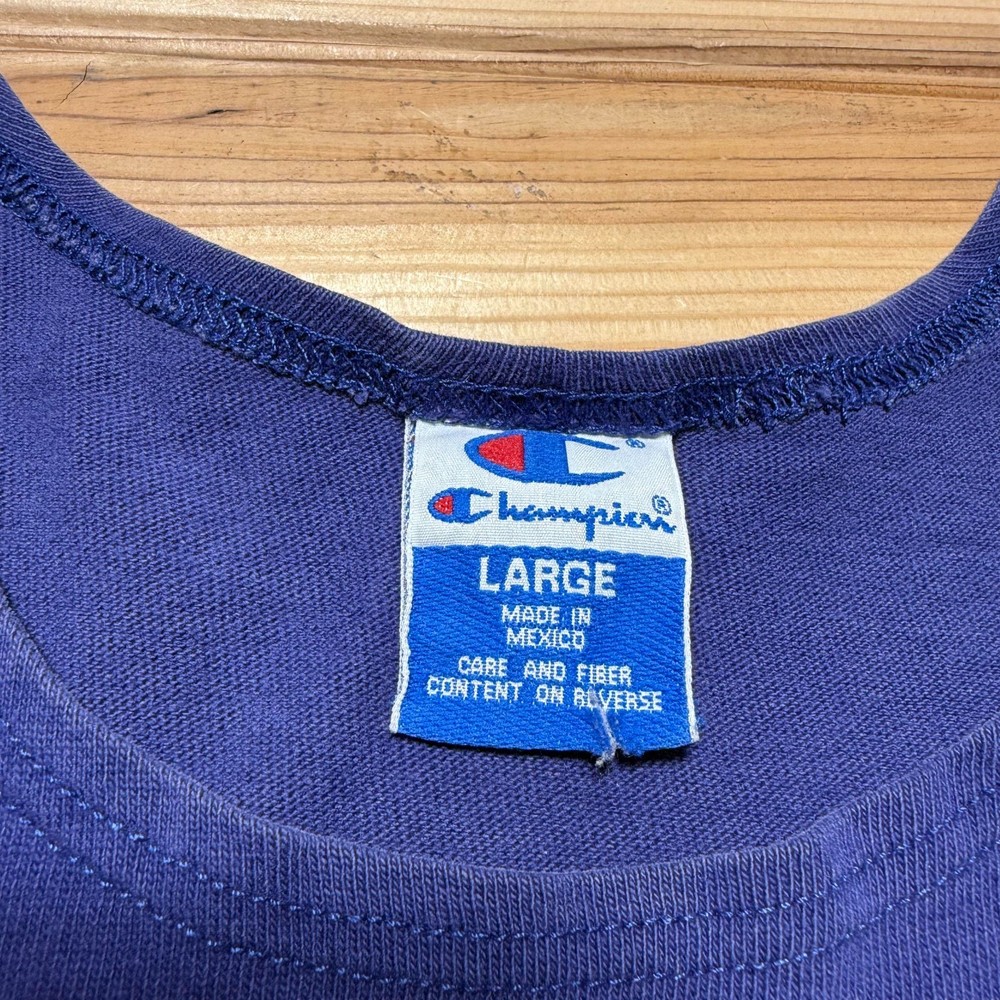 ®
Champion®
LARGE
MADE IN
MEXICO
CARE AND FIBER
CONTENT ON REVERSE